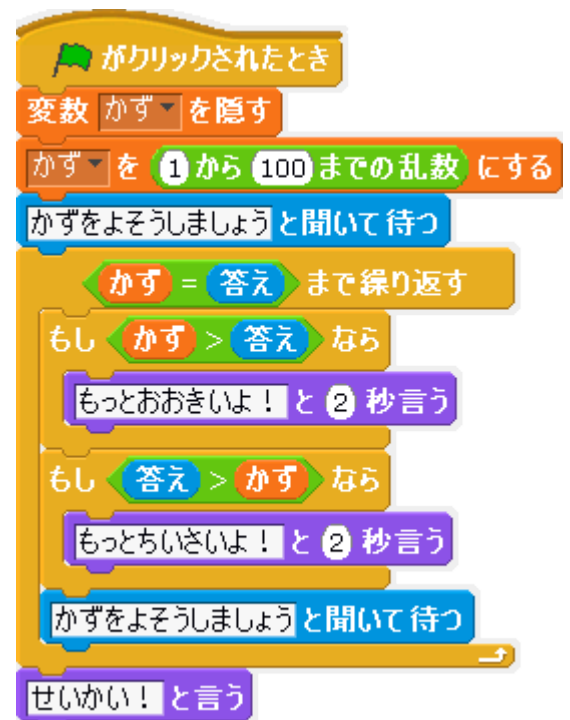 がクリックされたとき
変数 かず を隠す
かず を 1 から 100 までの乱数 にする
かずをよそうしましょう と聞いて待つ
かず = 答え まで繰り返す
もし かず > 答え なら
もっとおおきいよ! と 2 秒言う
もし 答え > かず なら
もっとちいさいよ! と 2 秒言う
かずをよそうしましょう と聞いて待つ
せいかい! と言う